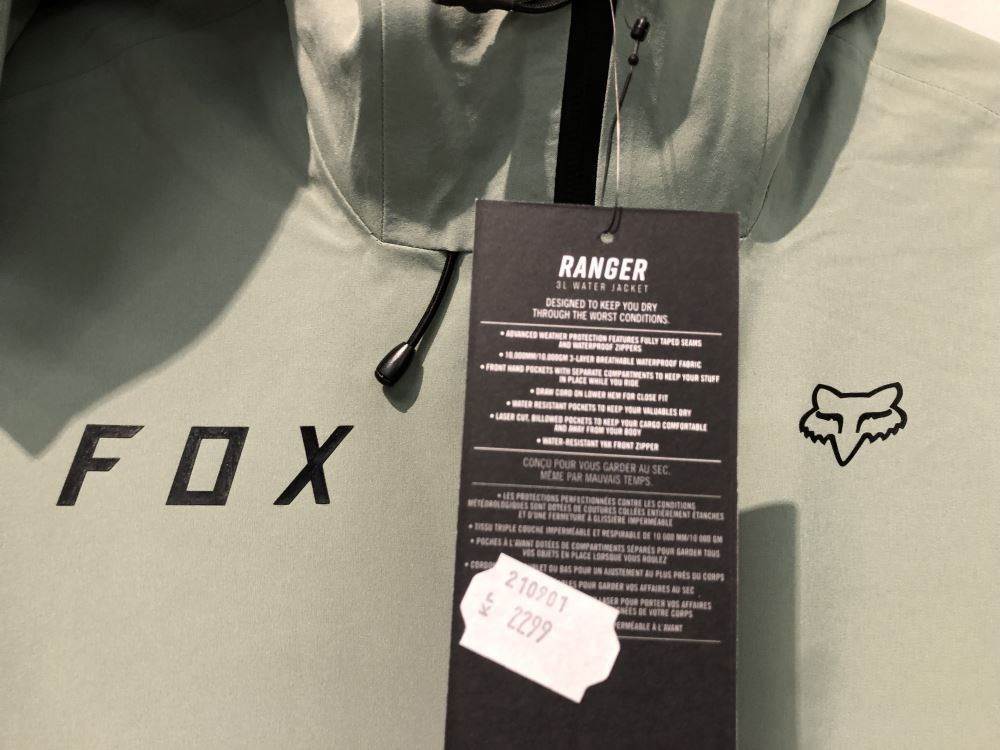 FOX
RANGER
3L WATER JACKET
DESIGNED TO KEEP YOU DRY
THROUGH THE WORST CONDITIONS.
• ADVANCED WEATHER PROTECTION FEATURES FULLY TAPED SEAMS
AND WATERPROOF ZIPPERS
• 10,000MM/10,000GM 3-LAYER BREATHABLE WATERPROOF FABRIC
• FRONT HAND POCKETS WITH SEPARATE COMPARTMENTS TO KEEP YOUR STUFF
IN PLACE WHILE YOU RIDE
• DRAW CORD ON LOWER HEM FOR CLOSE FIT
• WATER RESISTANT POCKETS TO KEEP YOUR VALUABLES DRY
• LASER CUT, BILLOWED POCKETS TO KEEP YOUR CARGO COMFORTABLE
AND AWAY FROM YOUR BODY
• WATER-RESISTANT YKK FRONT ZIPPER
CONÇU POUR VOUS GARDER AU SEC,
MÊME PAR MAUVAIS TEMPS.
• LES PROTECTIONS PERFECTIONNÉES CONTRE LES CONDITIONS
MÉTÉOROLOGIQUES SONT DOTÉES DE COUTURES COLLÉES ENTIÈREMENT ÉTANCHES
ET D'UNE FERMETURE À GLISSIÈRE IMPERMÉABLE
• TISSU TRIPLE COUCHE IMPERMÉABLE ET RESPIRABLE DE 10 000 MM/10 000 GM
• POCHES À L'AVANT DOTÉES DE COMPARTIMENTS SÉPARÉS POUR GARDER TOUS
VOS OBJETS EN PLACE LORSQUE VOUS ROULEZ
DU BAS POUR UN AJUSTEMENT AU PLUS PRÈS DU CORPS
POUR GARDER VOS AFFAIRES AU SEC
LASER POUR PORTER VOS AFFAIRES
DE VOTRE CORPS
À L'AVANT
210901
Kč 2299